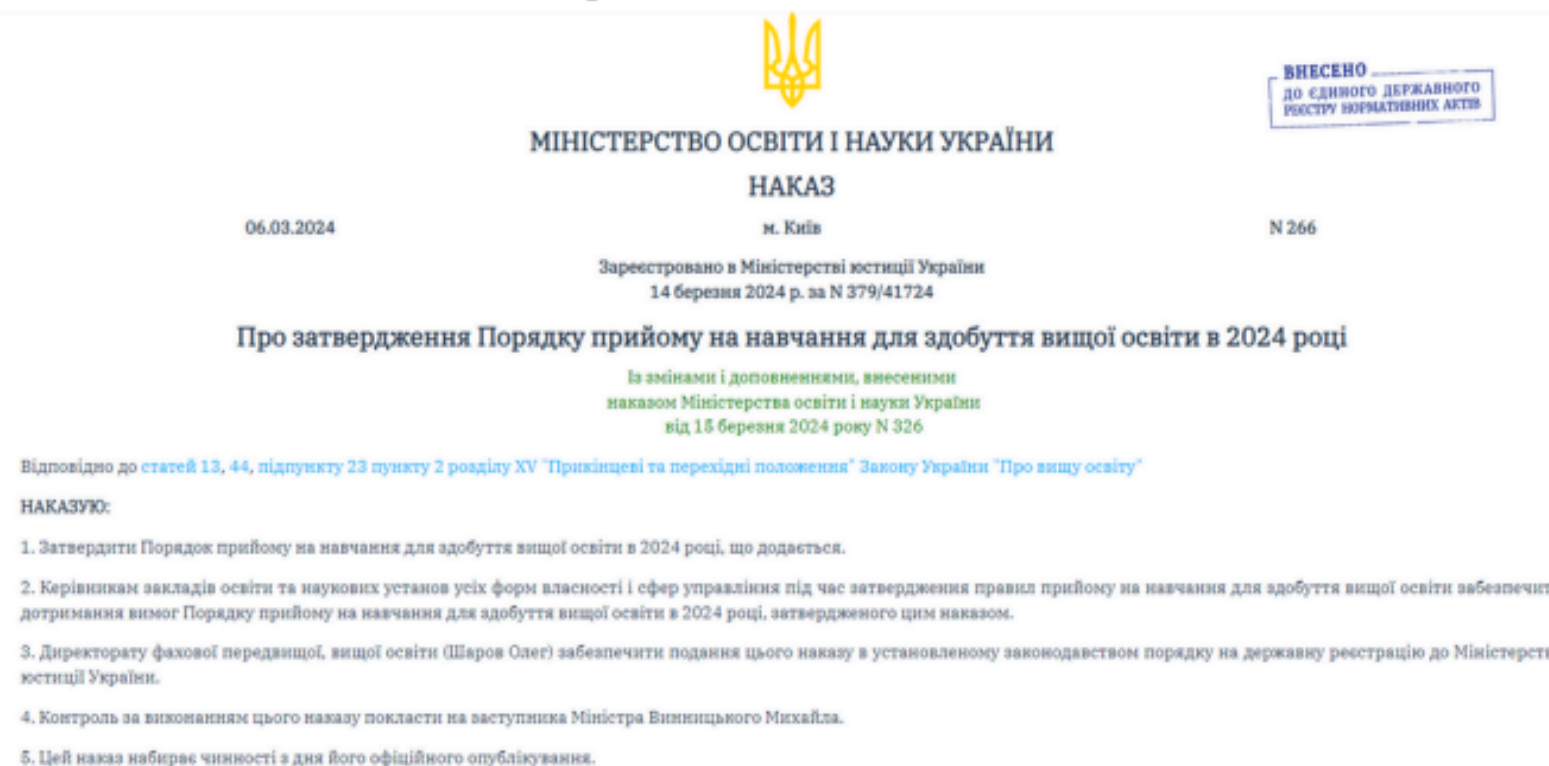 ВНЕСЕНО
ДО ЄДИНОГО ДЕРЖАВНОГО
РЕЄСТРУ НОРМАТИВНИХ АКТІВ
МІНІСТЕРСТВО ОСВІТИ І НАУКИ УКРАЇНИ
НАКАЗ
06.03.2024 м. Київ N 266
Зареєстровано в Міністерстві юстиції України
14 березня 2024 р. за N 379/41724
Про затвердження Порядку прийому на навчання для здобуття вищої освіти в 2024 році
Із змінами і доповненнями, внесеними
наказом Міністерства освіти і науки України
від 15 березня 2024 року N 326
Відповідно до статей 13, 44, підпункту 23 пункту 2 розділу XV "Прикінцеві та перехідні положення" Закону України "Про вищу освіту"
НАКАЗУЮ:
1. Затвердити Порядок прийому на навчання для здобуття вищої освіти в 2024 році, що додається.
2. Керівникам закладів освіти та наукових установ усіх форм власності і сфер управління під час затвердження правил прийому на навчання для здобуття вищої освіти забезпечит
дотримання вимог Порядку прийому на навчання для здобуття вищої освіти в 2024 році, затвердженого цим наказом.
3. Директорату фахової передвищої, вищої освіти (Шаров Олег) забезпечити подання цього наказу в установленому законодавством порядку на державну реєстрацію до Міністерств
юстиції України.
4. Контроль за виконанням цього наказу покласти на заступника Міністра Винницького Михайла.
5. Цей наказ набирає чинності з дня його офіційного опублікування.